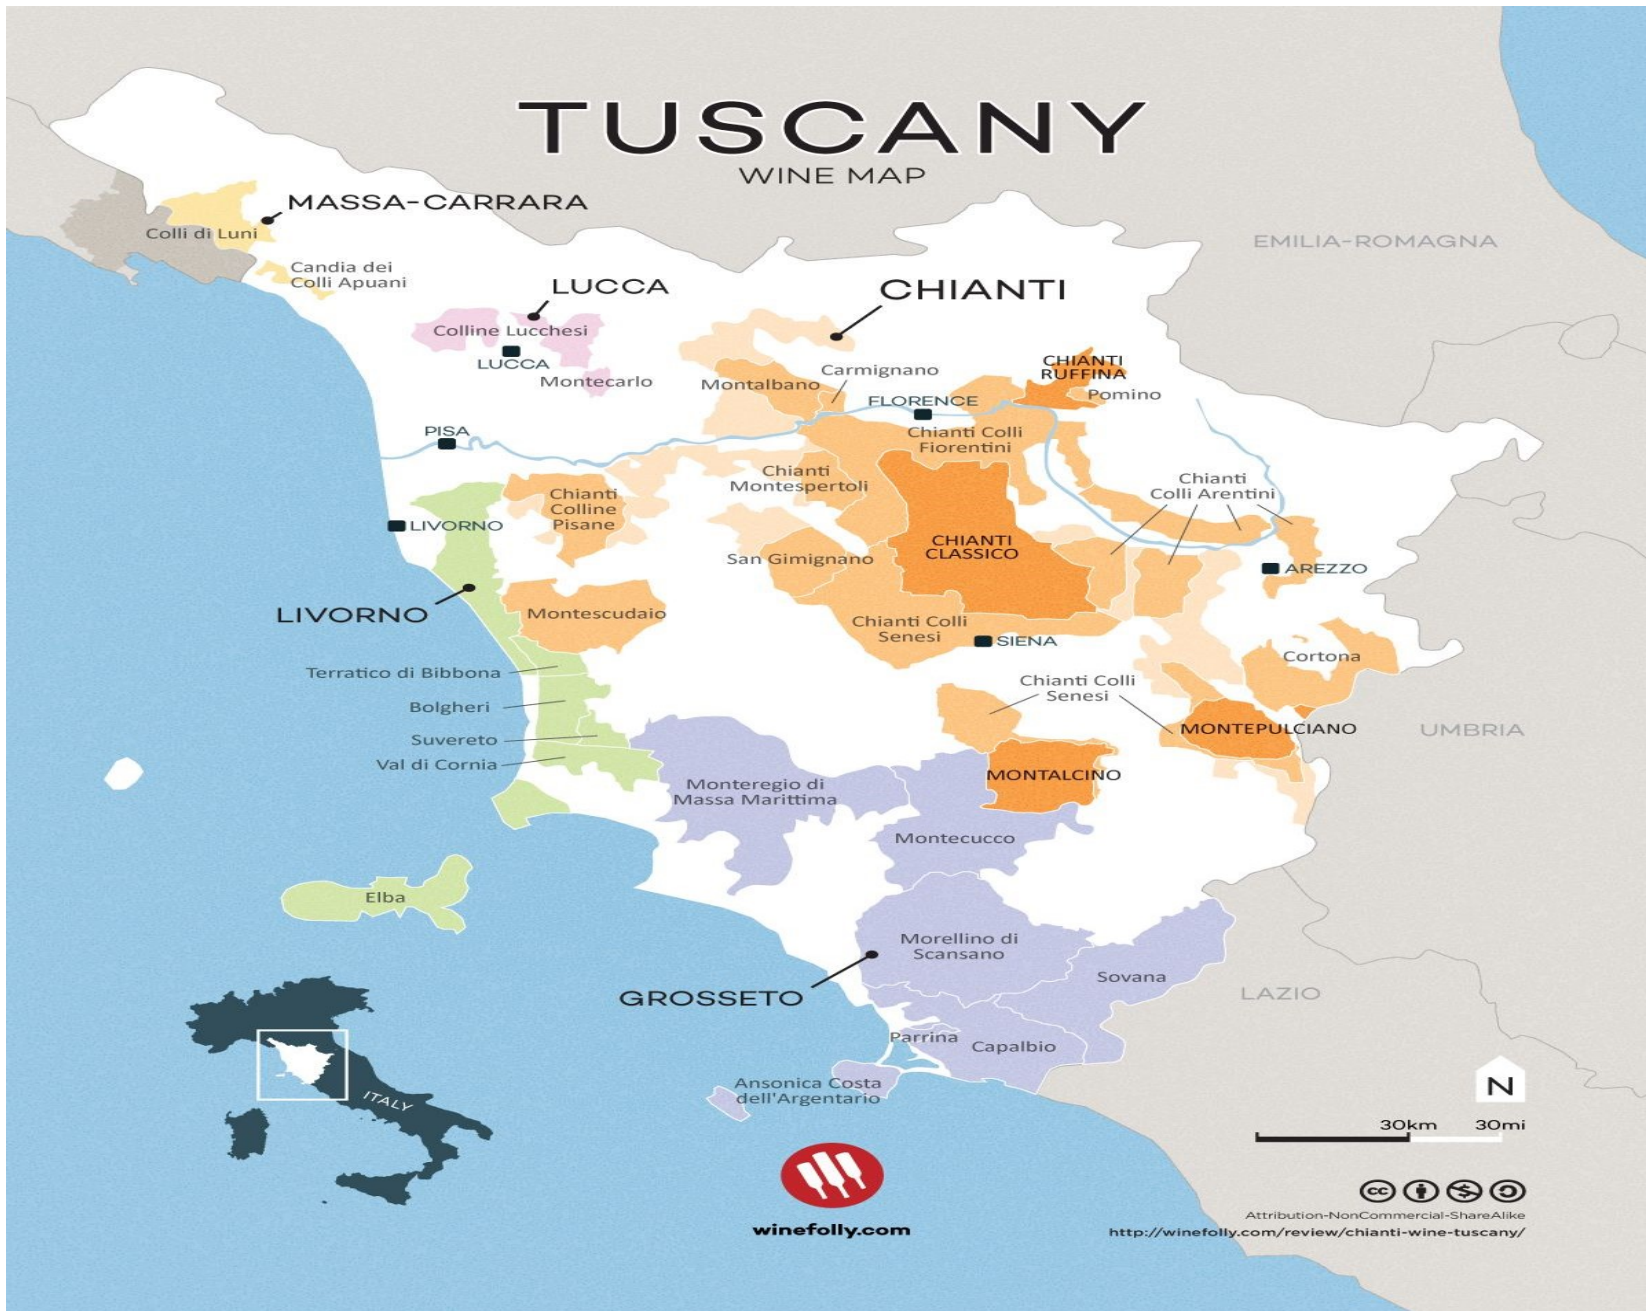 TUSCANY
WINE MAP
MASSA-CARRARA
Colli di Luni
EMILIA-ROMAGNA
Candia dei
Colli Apuani
LUCCA
CHIANTI
Colline Lucchesi
LUCCA
Montecarlo
Montalbano
Carmignano
CHIANTI
RUFFINA
Pomino
FLORENCE
PISA
Chianti Colli
Fiorentini
Chianti
Montespertoli
Chianti
Colli Arentini
Chianti
Colline
Pisane
LIVORNO
CHIANTI
CLASSICO
San Gimignano
AREZZO
LIVORNO
Montescudaio
Chianti Colli
Senesi
SIENA
Cortona
Terratico di Bibbona
Chianti Colli
Senesi
Bolgheri
MONTEPULCIANO
UMBRIA
Suvereto
Val di Cornia
MONTALCINO
Monteregio di
Massa Marittima
Montecucco
Elba
Morellino di
Scansano
Sovana
GROSSETO
LAZIO
Parrina
Capalbio
Ansonica Costa
dell'Argentario
ITALY
N
30km 30mi
winefolly.com
cc
Attribution-NonCommercial-ShareAlike
http://winefolly.com/review/chianti-wine-tuscany/